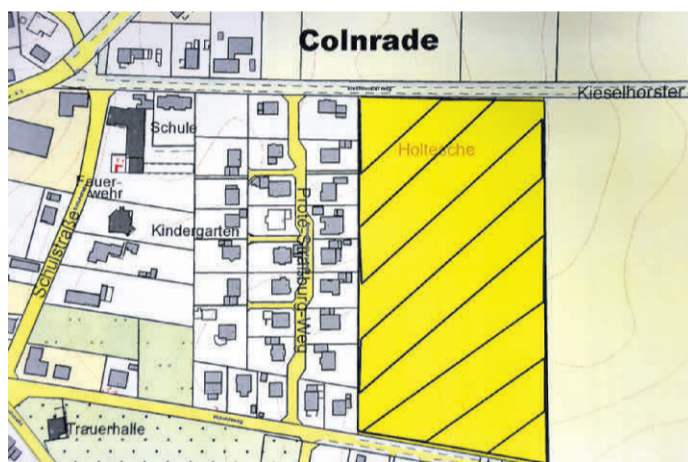 Colnrade
Kieselhorster
Schule
Holtesche
F
Feuer-
wehr
Kindergarten
Schulstraße
Trauerhalle